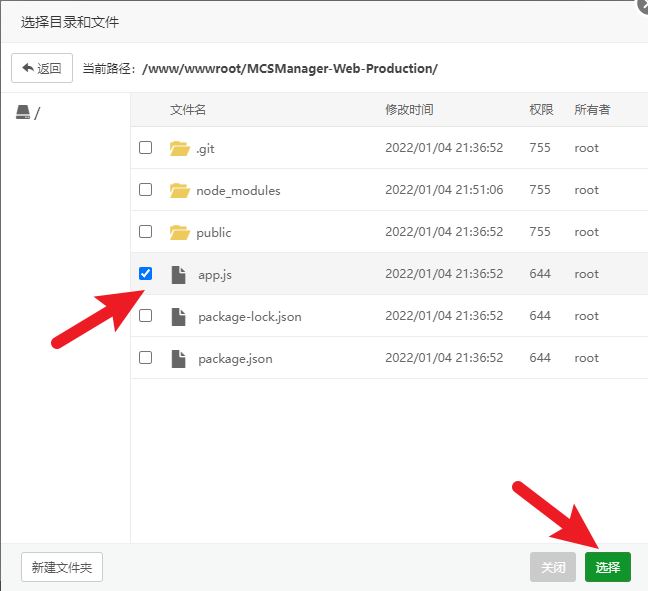 选择目录和文件
返回 当前路径: /www/wwwroot/MCSManager-Web-Production/
/
文件名 修改时间 权限 所有者
.git 2022/01/04 21:36:52 755 root
node_modules 2022/01/04 21:51:06 755 root
public 2022/01/04 21:36:52 755 root
app.js 2022/01/04 21:36:52 644 root
package-lock.json 2022/01/04 21:36:52 644 root
package.json 2022/01/04 21:36:52 644 root
新建文件夹 关闭 选择